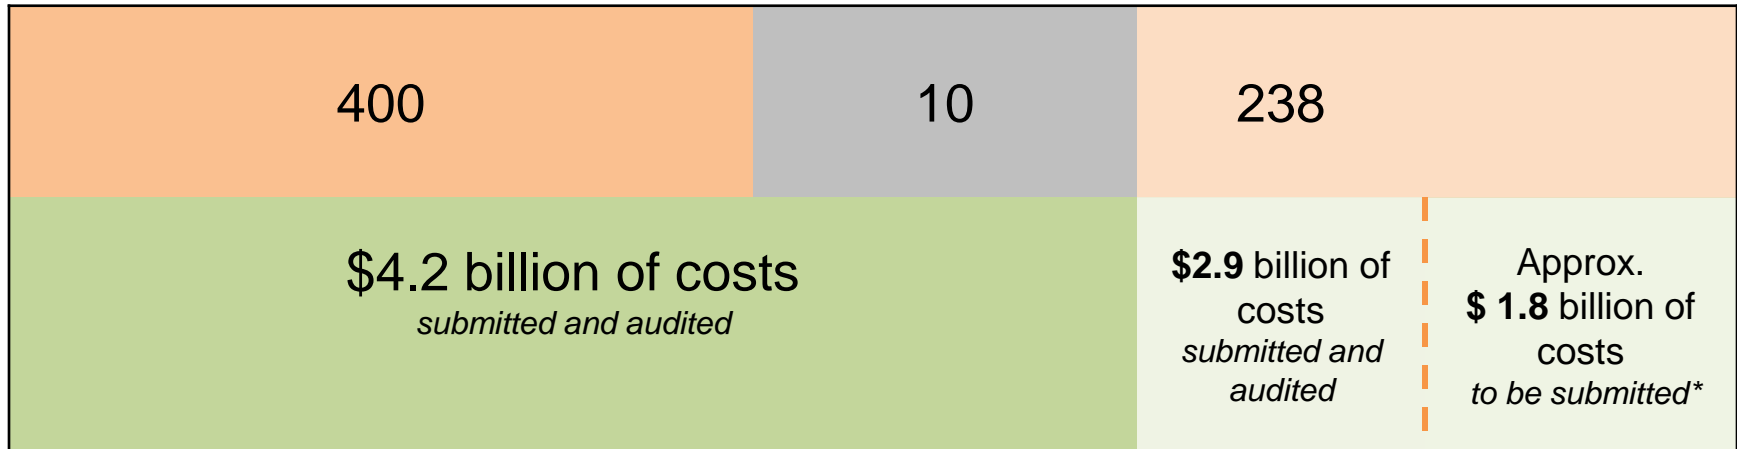 400
10
238
$4.2 billion of costs
submitted and audited
$2.9 billion of
costs
submitted and
audited
Approx.
$ 1.8 billion of
costs
to be submitted*